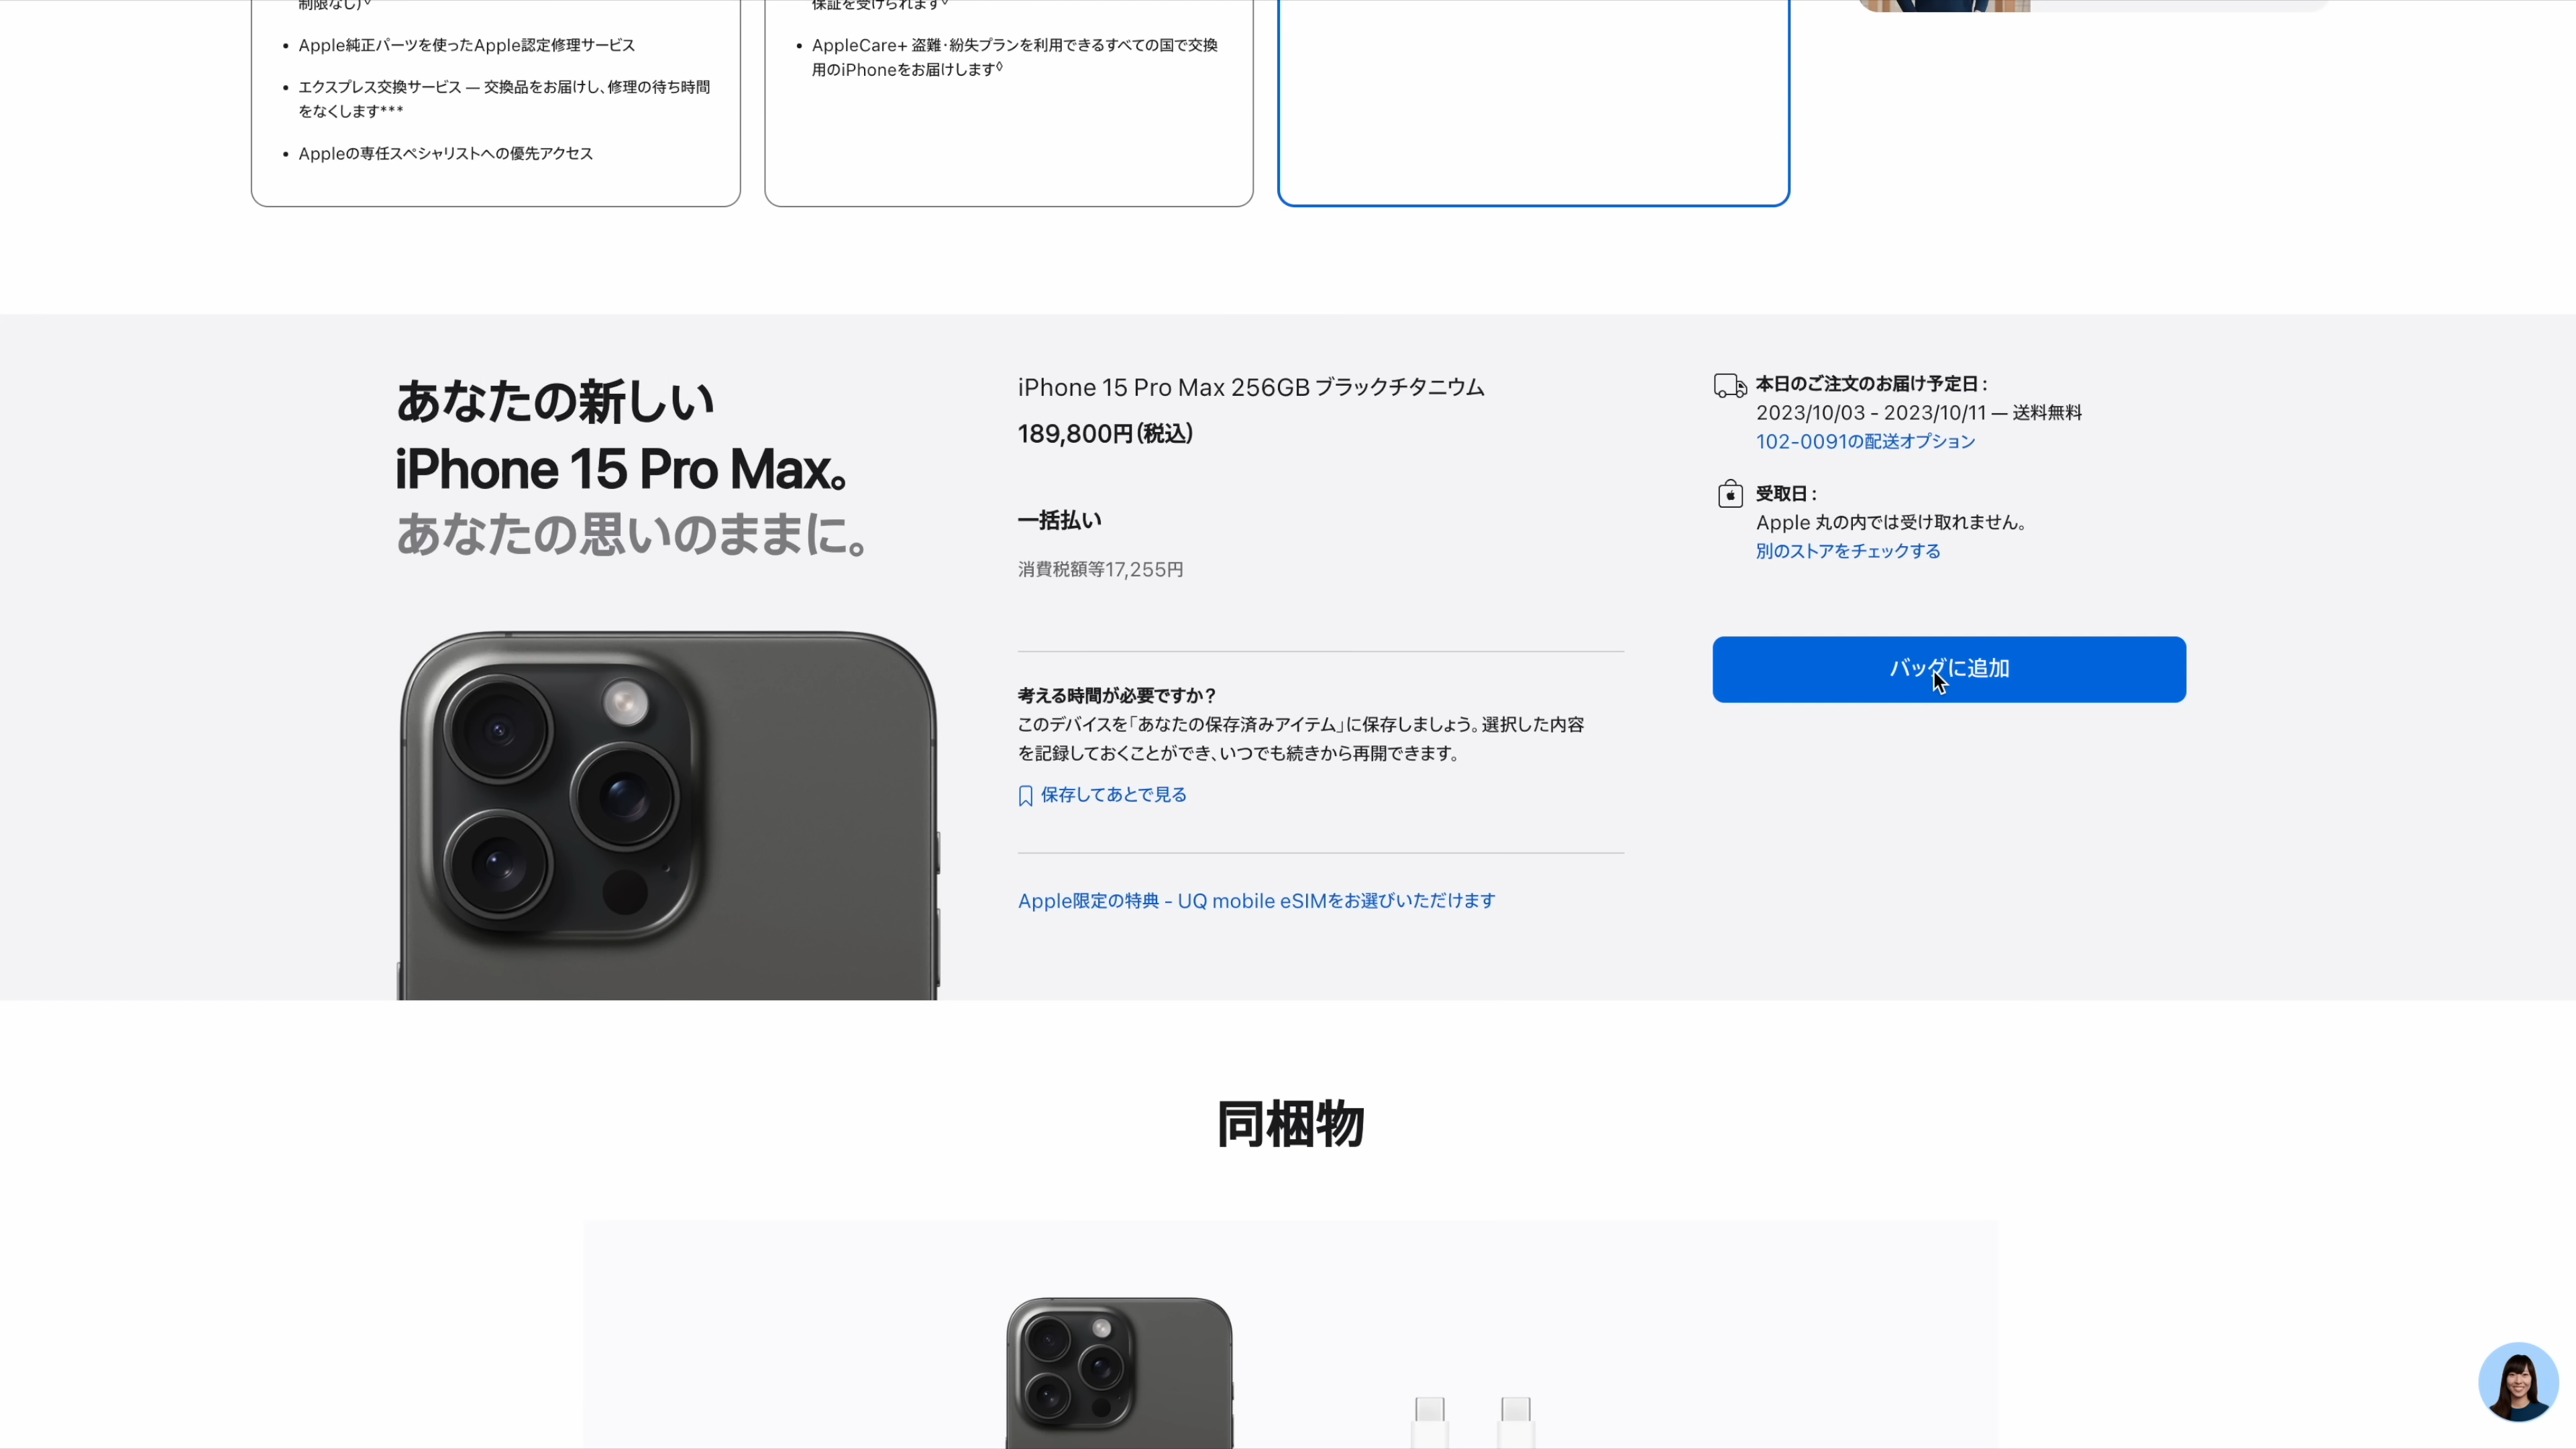 制限なし)◊
• Apple純正パーツを使ったApple認定修理サービス
• エクスプレス交換サービス — 交換品をお届けし、修理の待ち時間
をなくします***
• Appleの専任スペシャリストへの優先アクセス
保証を受けられます◊
• AppleCare+ 盗難・紛失プランを利用できるすべての国で交換
用のiPhoneをお届けします◊
あなたの新しい
iPhone 15 Pro Max。
あなたの思いのままに。
iPhone 15 Pro Max 256GB ブラックチタニウム
189,800円(税込)
一括払い
消費税額等17,255円
考える時間が必要ですか?
このデバイスを「あなたの保存済みアイテム」に保存しましょう。選択した内容
を記録しておくことができ、いつでも続きから再開できます。
保存してあとで見る
Apple限定の特典 - UQ mobile eSIMをお選びいただけます
本日のご注文のお届け予定日:
2023/10/03 - 2023/10/11 — 送料無料
102-0091の配送オプション
受取日:
Apple 丸の内では受け取れません。
別のストアをチェックする
バッグに追加
同梱物